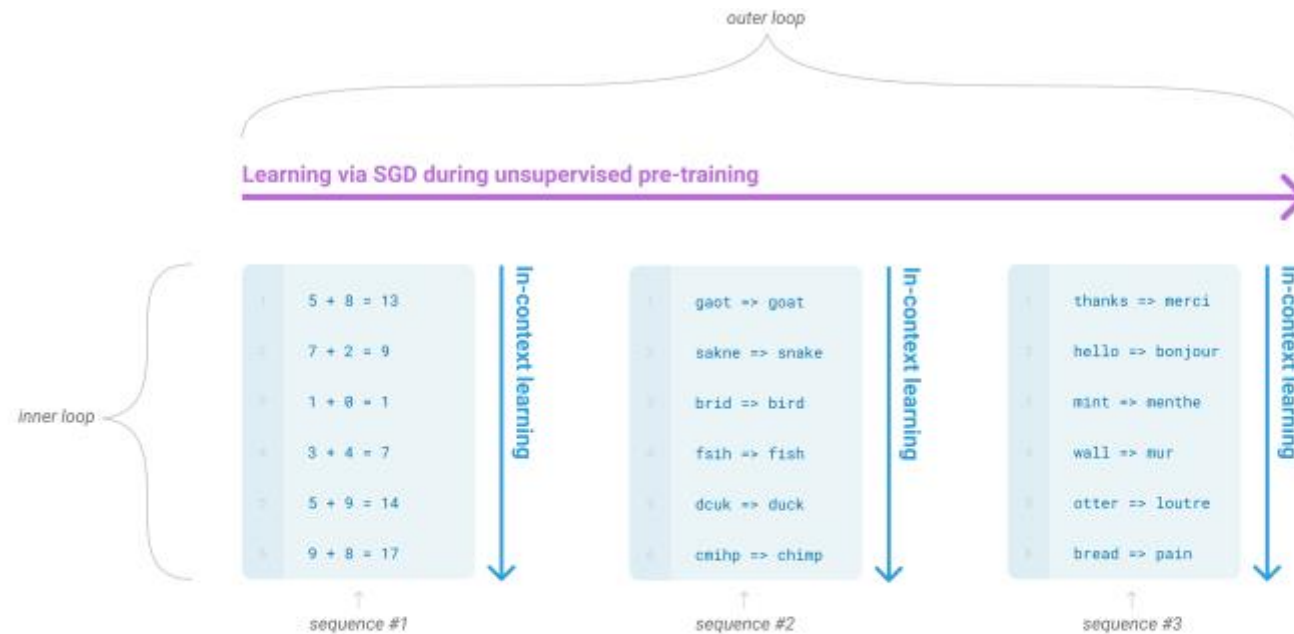 outer loop
Learning via SGD during unsupervised pre-training
inner loop
5 + 8 = 13
7 + 2 = 9
1 + 0 = 1
3 + 4 = 7
5 + 9 = 14
9 + 8 = 17
In-context learning
sequence #1
gaot => goat
sakne => snake
brid => bird
fsih => fish
dcuk => duck
cmihp => chimp
In-context learning
sequence #2
thanks => merci
hello => bonjour
mint => menthe
wall => mur
otter => loutre
bread => pain
In-context learning
sequence #3